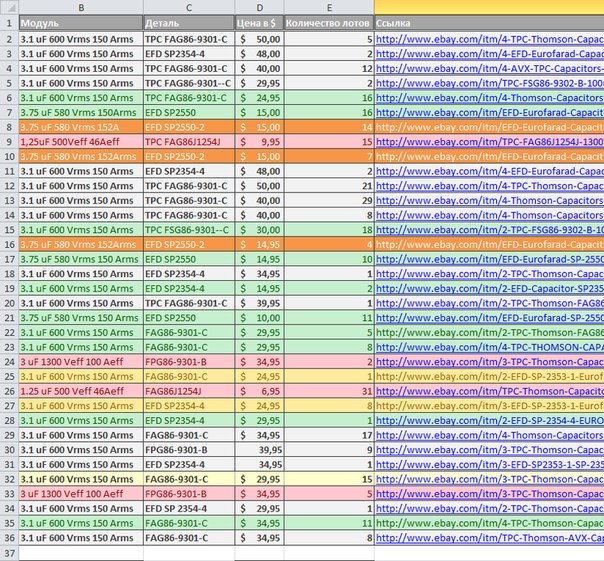 B C D E
1 Модуль Деталь Цена в $ Количество лотов Ссылка
2 3.1 uF 600 Vrms 150 Arms TPC FAG86-9301-C $ 50,00 5 http://www.ebay.com/itm/4-TPC-Thomson-Capac
3 3.1 uF 600 Vrms 150 Arms EFD SP2354-4 $ 48,00 2 http://www.ebay.com/itm/4-EFD-Eurofarad-Capac
4 3.1 uF 600 Vrms 150 Arms TPC FAG86-9301-C $ 40,00 12 http://www.ebay.com/itm/4-AVX-TPC-Capacitors-
5 3.1 uF 600 Vrms 150 Arms TPC FAG86-9301--C $ 29,95 2 http://www.ebay.com/itm/TPC-FSG86-9302-B-100
6 3.1 uF 600 Vrms 150 Arms TPC FAG86-9301-C $ 24,95 16 http://www.ebay.com/itm/4-Thomson-Capacitors
7 3.75 uF 580 Vrms 150 Arms EFD SP2550 $ 15,00 16 http://www.ebay.com/itm/EFD-Eurofarad-Capacit
8 3.75 uF 580 Vrms 152A EFD SP2550-2 $ 15,00 14 http://www.ebay.com/itm/EFD-Eurofarad-Capacit
9 1,25uF 500Veff 46Aeff TPC FAG86J1254J $ 9,95 15 http://www.ebay.com/itm/TPC-FAG86J1254J-1300
10 3.75 uF 580 Vrms 152Arms EFD SP2550-2 $ 15,00 7 http://www.ebay.com/itm/EFD-Eurofarad-Capacit
11 3.1 uF 600 Vrms 150 Arms EFD SP2354-4 $ 48,00 2 http://www.ebay.com/itm/4-EFD-Eurofarad-Capac
12 3.1 uF 600 Vrms 150 Arms TPC FAG86-9301-C $ 50,00 21 http://www.ebay.com/itm/4-TPC-Thomson-Capac
13 3.1 uF 600 Vrms 150 Arms TPC FAG86-9301-C $ 40,00 29 http://www.ebay.com/itm/4-Thomson-Capacitors
14 3.1 uF 600 Vrms 150 Arms TPC FAG86-9301-C $ 40,00 8 http://www.ebay.com/itm/4-Thomson-Capacitors
15 3.1 uF 600 Vrms 150 Arms TPC FSG86-9301--C $ 30,00 18 http://www.ebay.com/itm/2-TPC-FSG86-9302-B-10
16 3.75 uF 580 Vrms 152Arms EFD SP2550-2 $ 14,95 4 http://www.ebay.com/itm/EFD-Eurofarad-Capacit
17 3.75 uF 580 Vrms 150 Arms EFD SP2550 $ 14,95 10 http://www.ebay.com/itm/EFD-Eurofarad-SP-2550
18 3.1 uF 600 Vrms 150 Arms EFD SP2354-4 $ 34,95 1 http://www.ebay.com/itm/2-TPC-Thomson-Capac
19 3.1 uF 600 Vrms 150 Arms EFD SP2354-4 $ 14,95 2 http://www.ebay.com/itm/2-EFD-Capacitor-SP235
20 3.1 uF 600 Vrms 150 Arms TPC FAG86-9301-C $ 39,95 1 http://www.ebay.com/itm/2-TPC-Thomson-FAG86
21 3.75 uF 580 Vrms 150 Arms EFD SP2550 $ 10,00 11 http://www.ebay.com/itm/EFD-Eurofarad-SP-2550
22 3.1 uF 600 Vrms 150 Arms FAG86-9301-C $ 29,95 5 http://www.ebay.com/itm/2-TPC-Thomson-FAG86
23 3.1 uF 600 Vrms 150 Arms FAG86-9301-C $ 29,95 8 http://www.ebay.com/itm/4-TPC-THOMSON-CAPA
24 3 uF 1300 Veff 100 Aeff FPG86-9301-B $ 34,95 2 http://www.ebay.com/itm/3-TPC-Thomson-Capac
25 3.1 uF 600 Vrms 150 Arms FAG86-9301-C $ 24,95 1 http://www.ebay.com/itm/2-EFD-SP-2353-1-Eurof
26 1.25 uF 500 Veff 46Aeff FAG86J1254J $ 6,95 31 http://www.ebay.com/itm/TPC-Thomson-Capacito
27 3.1 uF 600 Vrms 150 Arms EFD SP2354-4 $ 24,95 8 http://www.ebay.com/itm/3-EFD-SP-2353-1-Eurof
28 3.1 uF 600 Vrms 150 Arms EFD SP2354-4 $ 29,95 1 http://www.ebay.com/itm/2-EFD-SP-2354-4-EURO
29 3.1 uF 600 Vrms 150 Arms FAG86-9301-C $ 34,95 17 http://www.ebay.com/itm/4-Thomson-Capacitors
30 3.1 uF 600 Vrms 150 Arms FPG86-9301-B 39,95 9 http://www.ebay.com/itm/3-TPC-Thomson-Capac
31 3.1 uF 600 Vrms 150 Arms EFD SP2354-4 34,95 1 http://www.ebay.com/itm/3-EFD-SP2353-1-SP-235
32 3.1 uF 600 Vrms 150 Arms FAG86-9301-C $ 29,95 15 http://www.ebay.com/itm/3-TPC-Thomson-Capac
33 3 uF 1300 Veff 100 Aeff FPG86-9301-B $ 34,95 5 http://www.ebay.com/itm/3-TPC-Thomson-Capac
34 3.1 uF 600 Vrms 150 Arms EFD SP 2354-4 $ 29,95 1 http://www.ebay.com/itm/2-EFD-Thomson-Capac
35 3.1 uF 600 Vrms 150 Arms FAG86-9301-C $ 34,95 11 http://www.ebay.com/itm/4-TPC-Thomson-Capac
36 3.1 uF 600 Vrms 150 Arms FAG86-9301-C $ 34,95 8 http://www.ebay.com/itm/TPC-Thomson-AVX-Cap
37